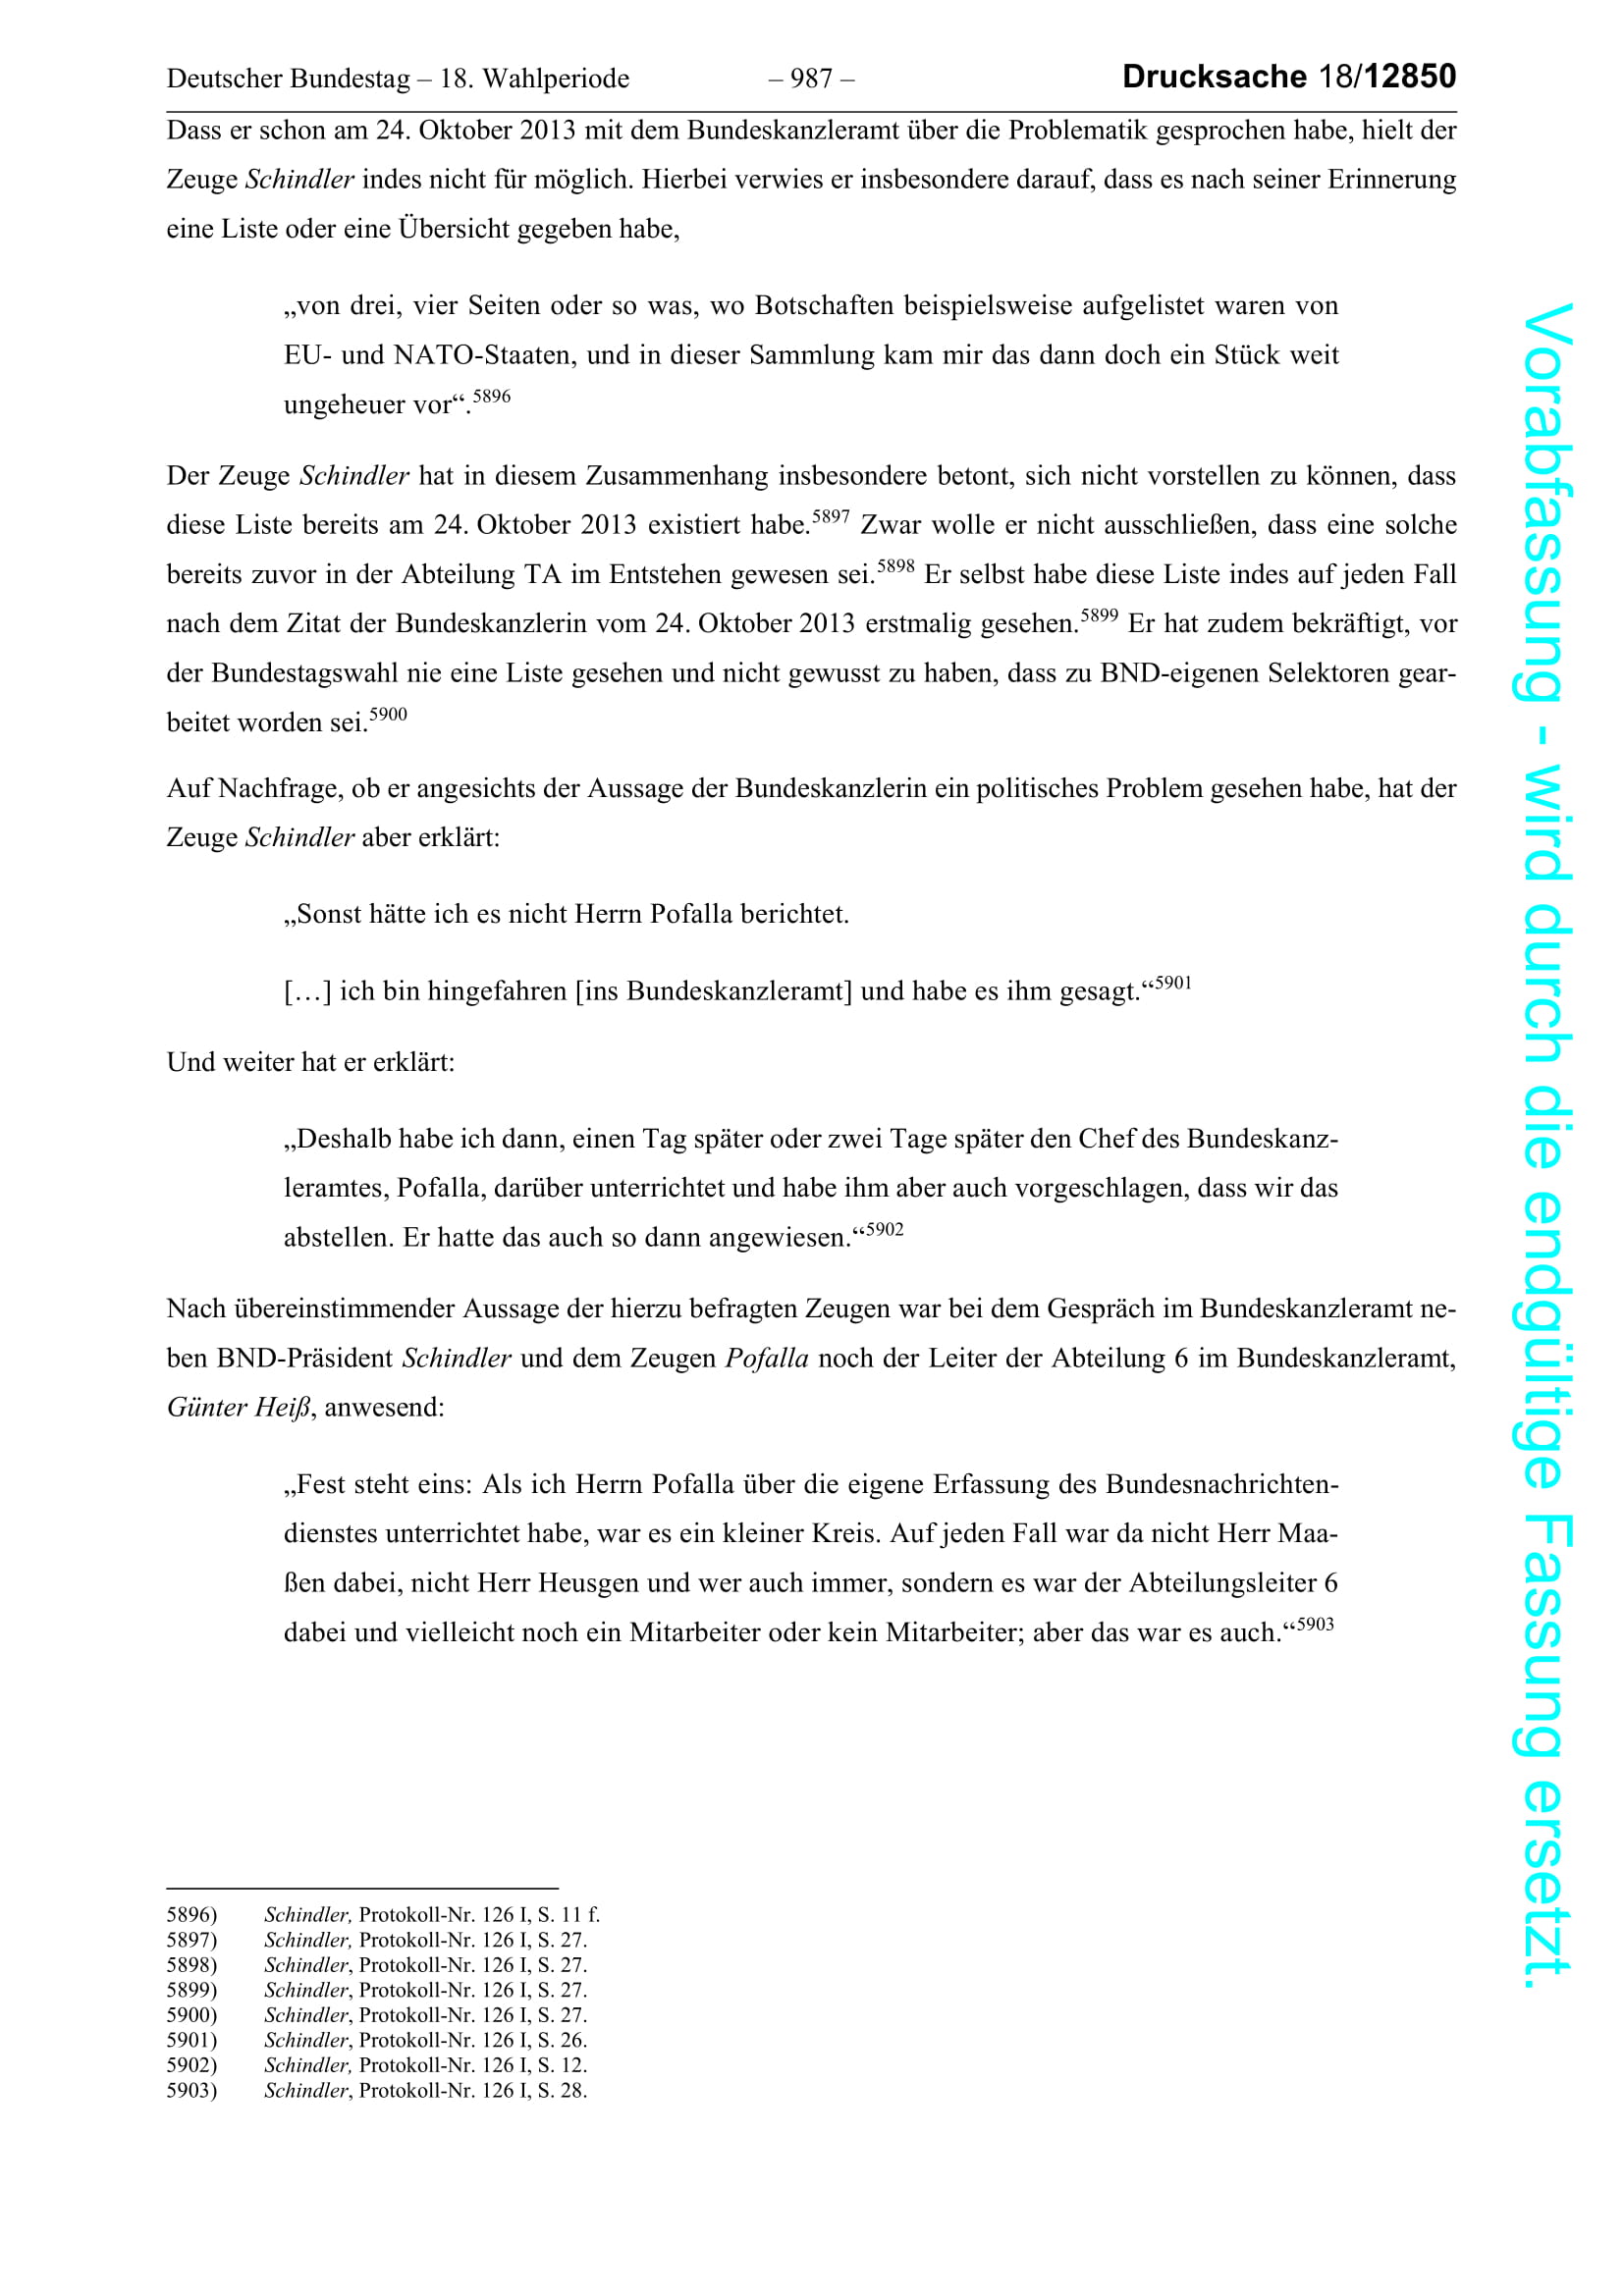 Deutscher Bundestag – 18. Wahlperiode – 987 – Drucksache 18/12850
Dass er schon am 24. Oktober 2013 mit dem Bundeskanzleramt über die Problematik gesprochen habe, hielt der
Zeuge Schindler indes nicht für möglich. Hierbei verwies er insbesondere darauf, dass es nach seiner Erinnerung
eine Liste oder eine Übersicht gegeben habe,
„von drei, vier Seiten oder so was, wo Botschaften beispielsweise aufgelistet waren von
EU- und NATO-Staaten, und in dieser Sammlung kam mir das dann doch ein Stück weit
ungeheuer vor“.5896
Der Zeuge Schindler hat in diesem Zusammenhang insbesondere betont, sich nicht vorstellen zu können, dass
diese Liste bereits am 24. Oktober 2013 existiert habe.5897 Zwar wolle er nicht ausschließen, dass eine solche
bereits zuvor in der Abteilung TA im Entstehen gewesen sei.5898 Er selbst habe diese Liste indes auf jeden Fall
nach dem Zitat der Bundeskanzlerin vom 24. Oktober 2013 erstmalig gesehen.5899 Er hat zudem bekräftigt, vor
der Bundestagswahl nie eine Liste gesehen und nicht gewusst zu haben, dass zu BND-eigenen Selektoren gear-
beitet worden sei.5900
Auf Nachfrage, ob er angesichts der Aussage der Bundeskanzlerin ein politisches Problem gesehen habe, hat der
Zeuge Schindler aber erklärt:
„Sonst hätte ich es nicht Herrn Pofalla berichtet.
[…] ich bin hingefahren [ins Bundeskanzleramt] und habe es ihm gesagt.“5901
Und weiter hat er erklärt:
„Deshalb habe ich dann, einen Tag später oder zwei Tage später den Chef des Bundeskanz-
leramtes, Pofalla, darüber unterrichtet und habe ihm aber auch vorgeschlagen, dass wir das
abstellen. Er hatte das auch so dann angewiesen.“5902
Nach übereinstimmender Aussage der hierzu befragten Zeugen war bei dem Gespräch im Bundeskanzleramt ne-
ben BND-Präsident Schindler und dem Zeugen Pofalla noch der Leiter der Abteilung 6 im Bundeskanzleramt,
Günter Heiß, anwesend:
„Fest steht eins: Als ich Herrn Pofalla über die eigene Erfassung des Bundesnachrichten-
dienstes unterrichtet habe, war es ein kleiner Kreis. Auf jeden Fall war da nicht Herr Maa-
ßen dabei, nicht Herr Heusgen und wer auch immer, sondern es war der Abteilungsleiter 6
dabei und vielleicht noch ein Mitarbeiter oder kein Mitarbeiter; aber das war es auch.“5903
5896) Schindler, Protokoll-Nr. 126 I, S. 11 f.
5897) Schindler, Protokoll-Nr. 126 I, S. 27.
5898) Schindler, Protokoll-Nr. 126 I, S. 27.
5899) Schindler, Protokoll-Nr. 126 I, S. 27.
5900) Schindler, Protokoll-Nr. 126 I, S. 27.
5901) Schindler, Protokoll-Nr. 126 I, S. 26.
5902) Schindler, Protokoll-Nr. 126 I, S. 12.
5903) Schindler, Protokoll-Nr. 126 I, S. 28.
Vorabfassung - wird durch die endgültige Fassung ersetzt.